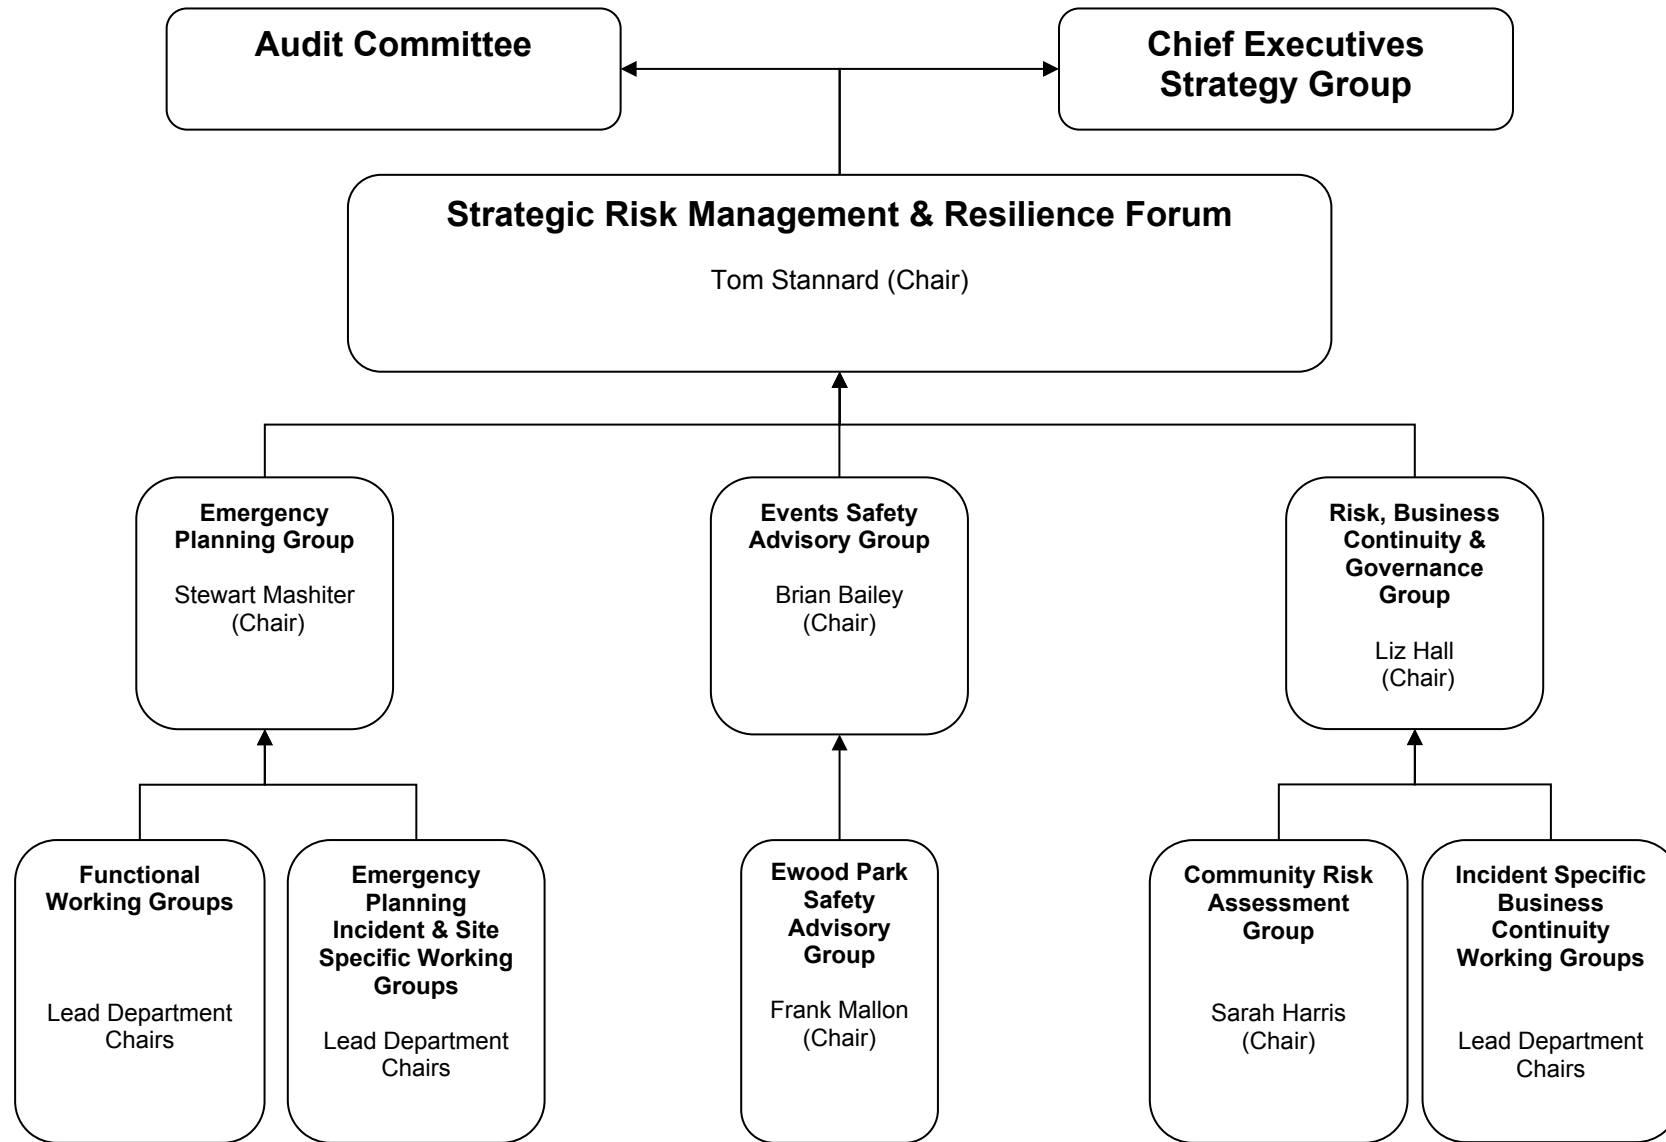 Audit Committee
Chief Executives
Strategy Group
Strategic Risk Management & Resilience Forum
Tom Stannard (Chair)
Emergency
Planning Group
Stewart Mashiter
(Chair)
Events Safety
Advisory Group
Brian Bailey
(Chair)
Risk, Business
Continuity &
Governance
Group
Liz Hall
(Chair)
Functional
Working Groups
Lead Department
Chairs
Emergency
Planning
Incident & Site
Specific Working
Groups
Lead Department
Chairs
Ewood Park
Safety
Advisory
Group
Frank Mallon
(Chair)
Community Risk
Assessment
Group
Sarah Harris
(Chair)
Incident Specific
Business
Continuity
Working Groups
Lead Department
Chairs